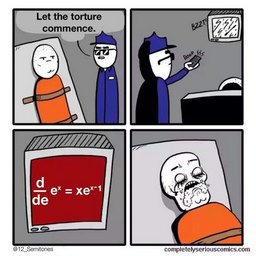 Let the torture
commence.
BZZT
d/de eˣ = xeˣ⁻¹
@12_Semitones
completelyseriouscomics.com